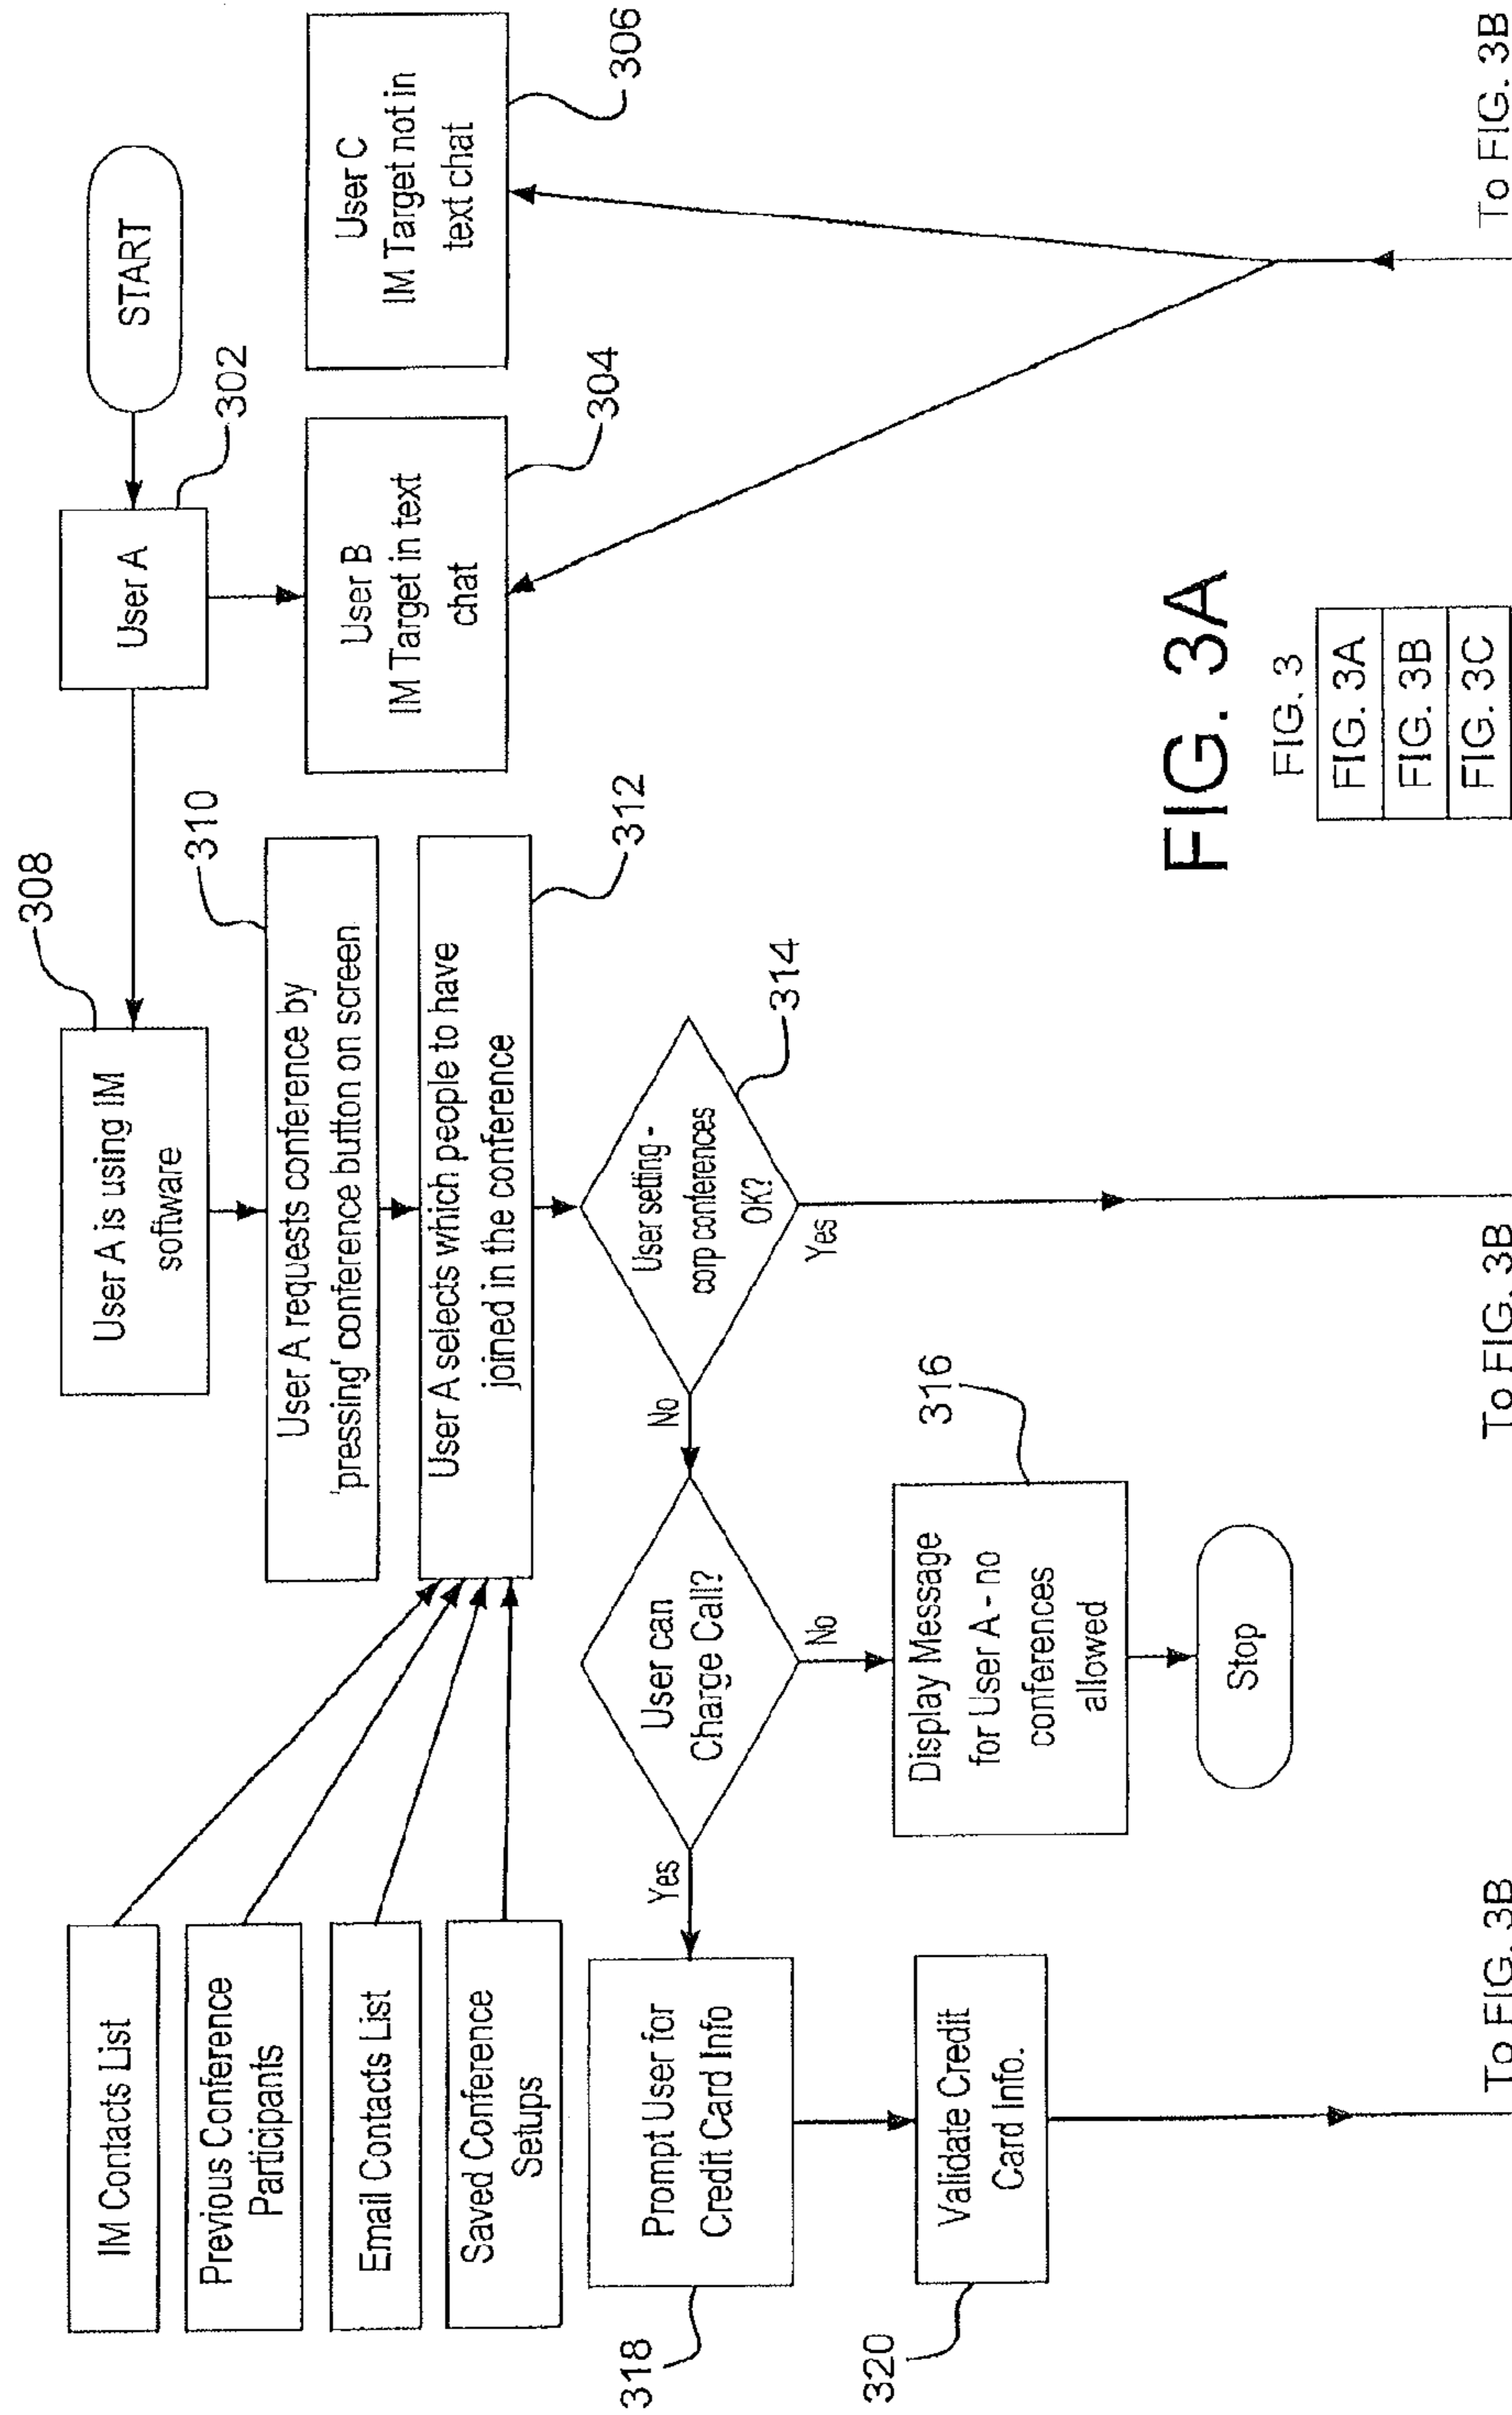 START
302
User A
User B
IM Target in text
chat
304
User C
IM Target not in
text chat
306
308
User A is using IM
software
310
User A requests conference by
'pressing' conference button on screen
312
User A selects which people to have
joined in the conference
IM Contacts List
Previous Conference
Participants
Email Contacts List
Saved Conference
Setups
314
User setting -
corp conferences
OK?
Yes
No
User can
Charge Call?
No
Yes
316
Display Message
for User A - no
conferences
allowed
Stop
318
Prompt User for
Credit Card Info
320
Validate Credit
Card Info.
To FIG. 3B
To FIG. 3B
To FIG. 3B
FIG. 3A
FIG. 3
FIG. 3A
FIG. 3B
FIG. 3C